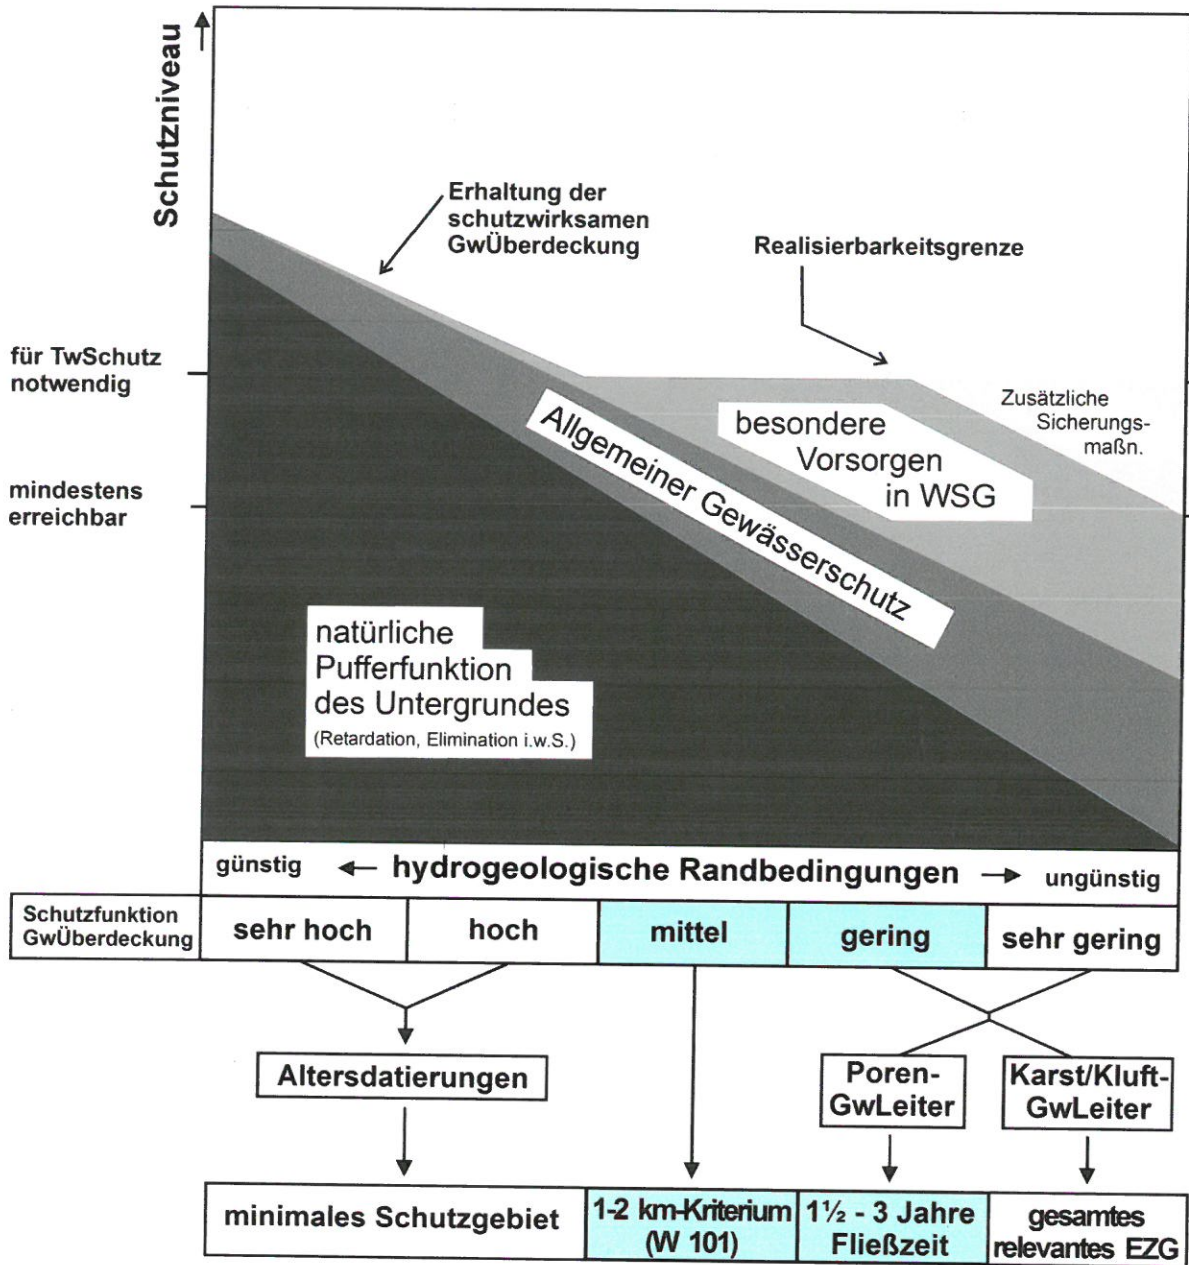 Schutzniveau
Erhaltung der
schutzwirksamen
GwÜberdeckung
Realisierbarkeitsgrenze
für TwSchutz
notwendig
mindestens
erreichbar
Zusätzliche
Sicherungs-
maßn.
besondere
Vorsorgen
in WSG
Allgemeiner Gewässerschutz
natürliche
Pufferfunktion
des Untergrundes
(Retardation, Elimination i.w.S.)
günstig ← hydrogeologische Randbedingungen → ungünstig
Schutzfunktion
GwÜberdeckung
sehr hoch hoch mittel gering sehr gering
Altersdatierungen
Poren-
GwLeiter
Karst/Kluft-
GwLeiter
minimales Schutzgebiet
1-2 km-Kriterium
(W 101)
1½ - 3 Jahre
Fließzeit
gesamtes
relevantes EZG